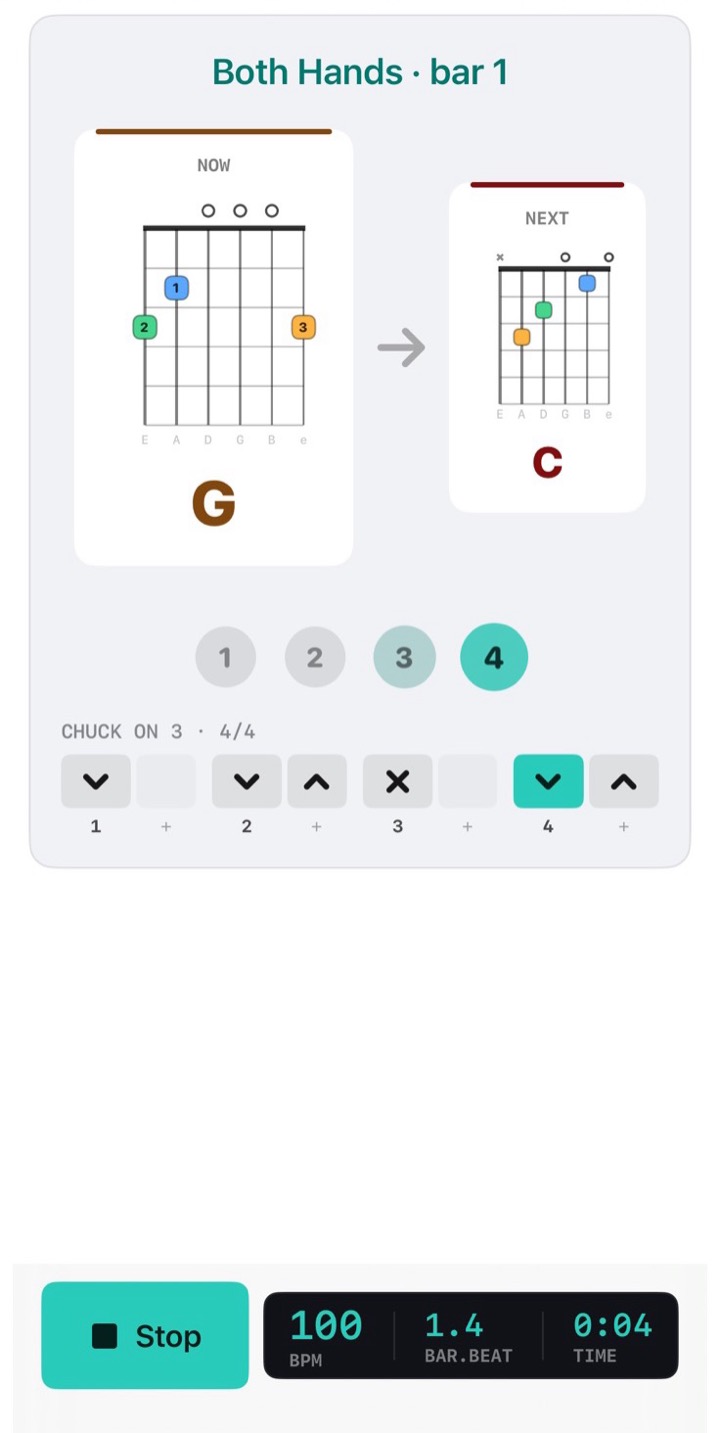 Both Hands · bar 1
NOW
1
2 3
E A D G B e
G
NEXT
×
E A D G B e
C
1 2 3 4
CHUCK ON 3 · 4/4
1 + 2 + 3 + 4 +
Stop
100 1.4 0:04
BPM BAR.BEAT TIME